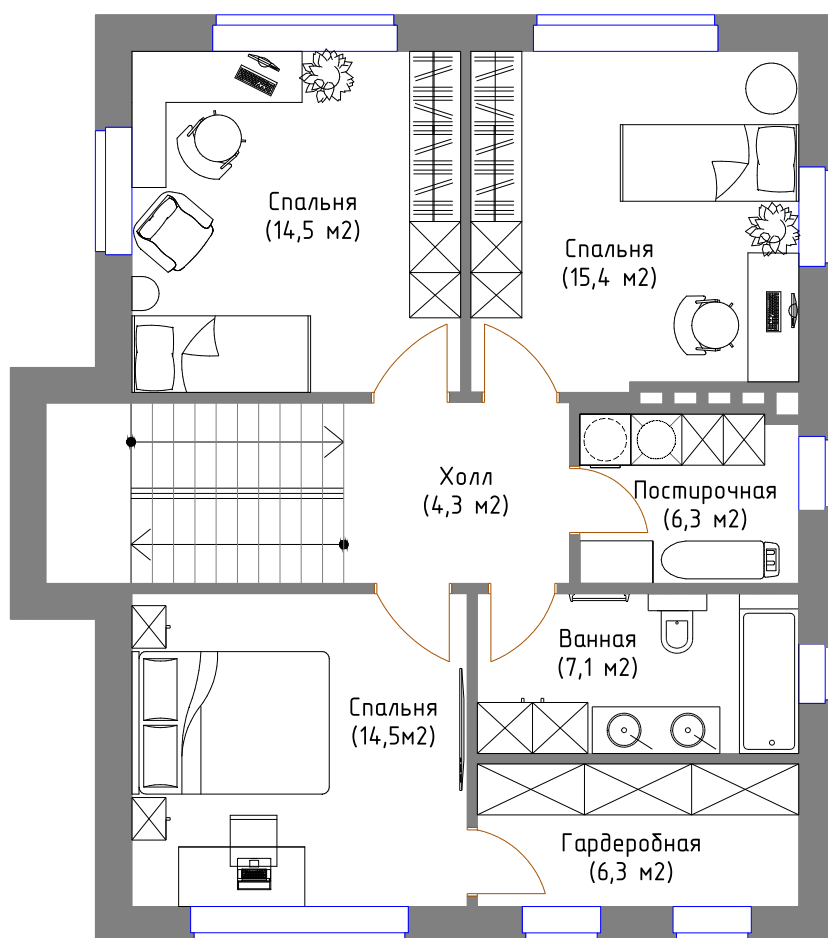 Спальня
(14,5 м2)
Спальня
(15,4 м2)
Холл
(4,3 м2)
Постирочная
(6,3 м2)
Ванная
(7,1 м2)
Спальня
(14,5м2)
Гардеробная
(6,3 м2)